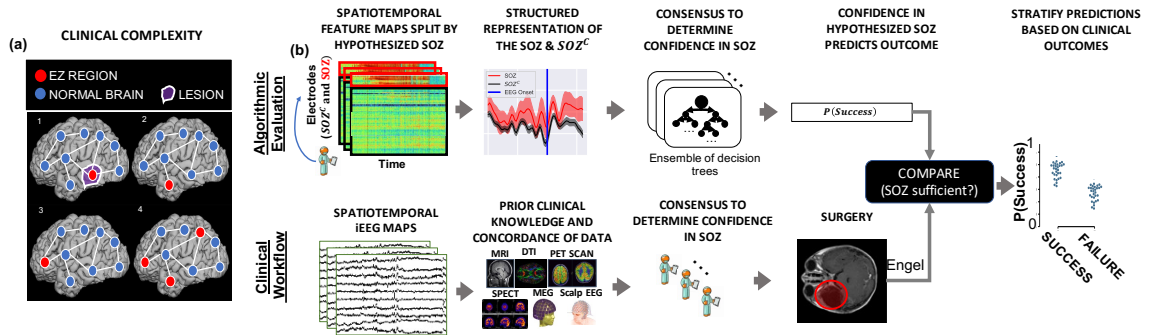 (a)
CLINICAL COMPLEXITY
EZ REGION
NORMAL BRAIN
LESION
1
2
3
4
(b)
SPATIOTEMPORAL
FEATURE MAPS SPLIT BY
HYPOTHESIZED SOZ
STRUCTURED
REPRESENTATION OF
THE SOZ & SOZ^C
CONSENSUS TO
DETERMINE CONFIDENCE
IN SOZ
CONFIDENCE IN
HYPOTHESIZED SOZ
PREDICTS OUTCOME
STRATIFY PREDICTIONS
BASED ON CLINICAL
OUTCOMES
Algorithmic
Evaluation
Electrodes
(SOZ^C and SOZ)
Time
SOZ
SOZ^C
EEG Onset
...
... ...
Ensemble of decision
trees
P(Success)
COMPARE
(SOZ sufficient?)
P(Success)
1
0
SUCCESS
FAILURE
Clinical
Workflow
SPATIOTEMPORAL
iEEG MAPS
PRIOR CLINICAL
KNOWLEDGE AND
CONCORDANCE OF DATA
MRI
DTI
PET SCAN
SPECT
MEG
Scalp EEG
CONSENSUS TO
DETERMINE CONFIDENCE
IN SOZ
SURGERY
Engel